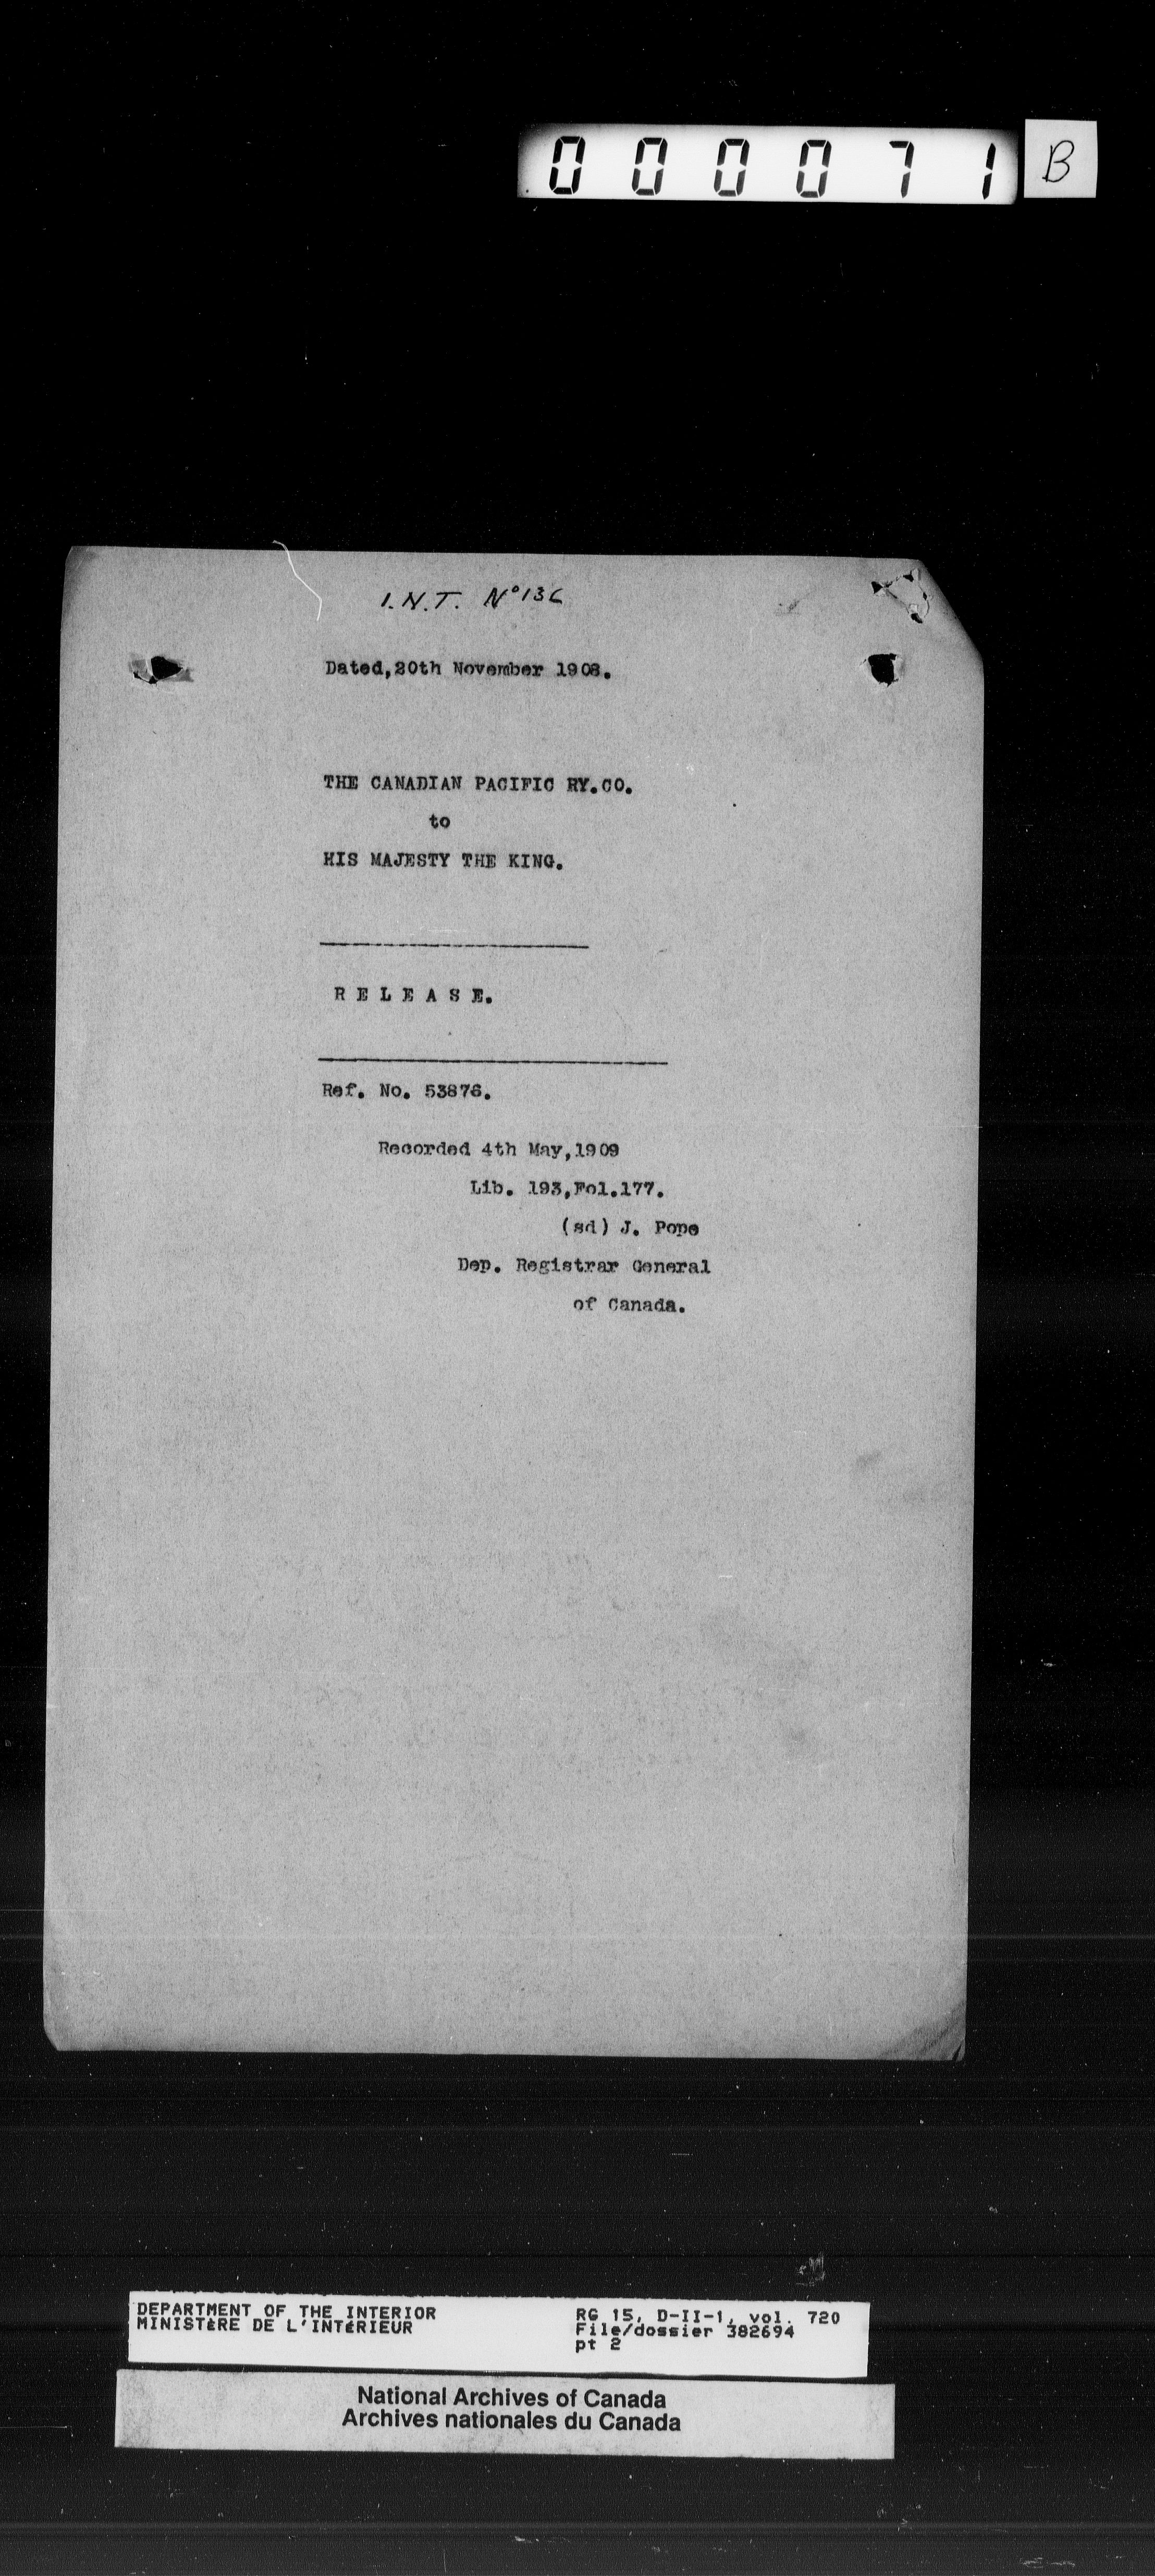 000071 B
I.N.T. Nº 136
Dated,20th November 1908.
THE CANADIAN PACIFIC RY.CO.
to
HIS MAJESTY THE KING.
R E L E A S E.
Ref. No. 53876.
Recorded 4th May,1909
Lib. 193,Fol.177.
(sd) J. Pope
Dep. Registrar General
of Canada.
DEPARTMENT OF THE INTERIOR
MINISTÈRE DE L'INTÉRIEUR
RG 15, D-II-1, vol. 720
File/dossier 382694
pt 2
National Archives of Canada
Archives nationales du Canada